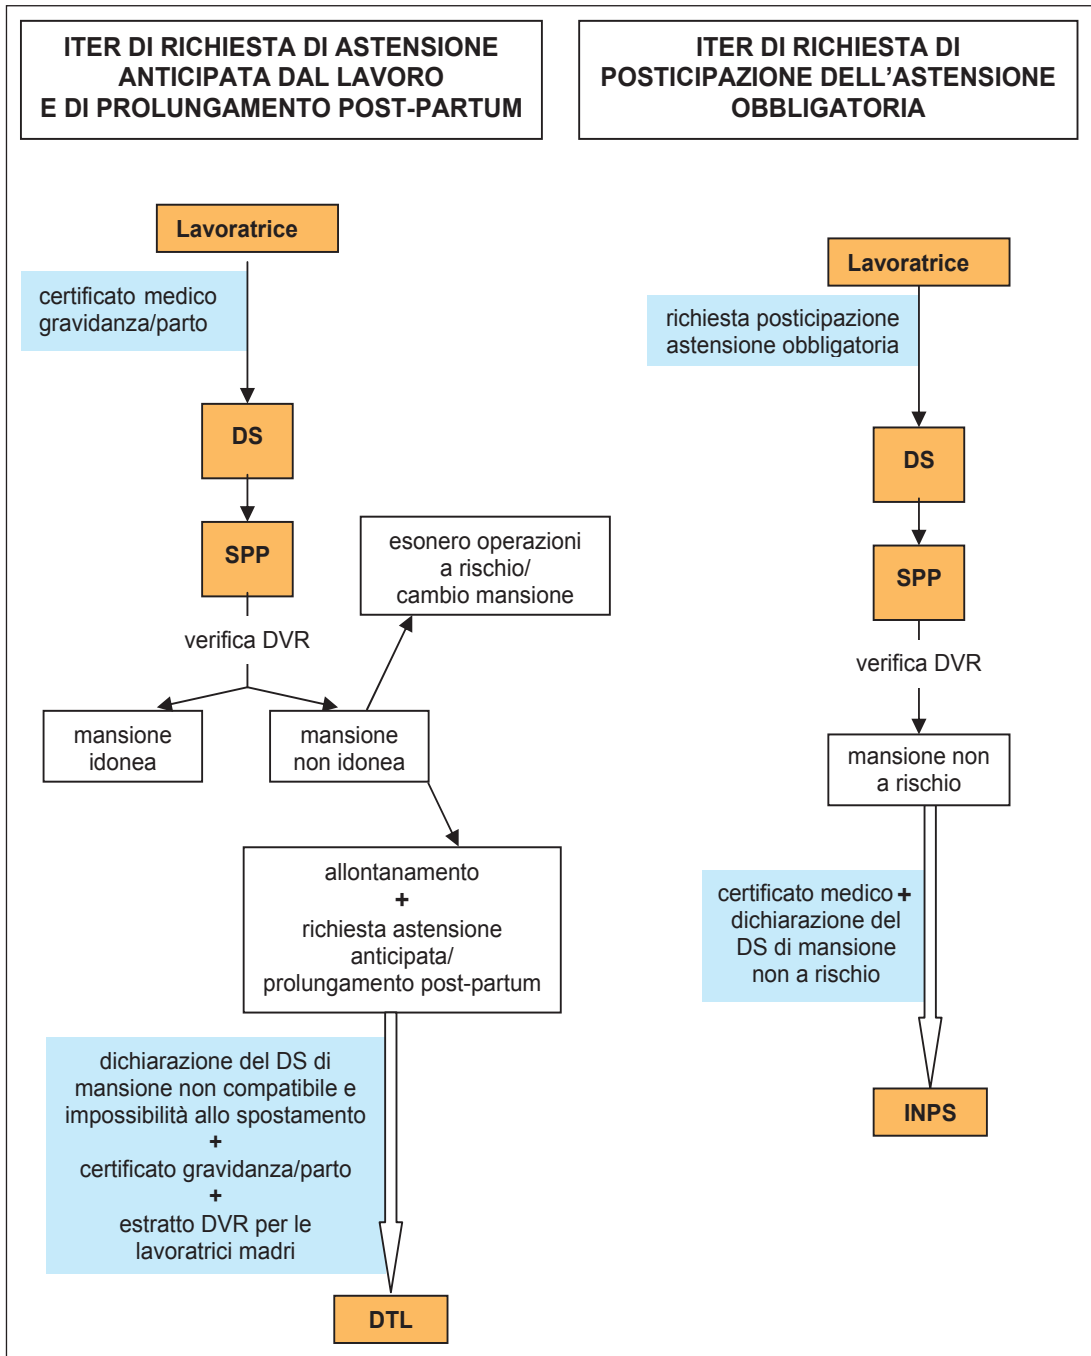 ITER DI RICHIESTA DI ASTENSIONE
ANTICIPATA DAL LAVORO
E DI PROLUNGAMENTO POST-PARTUM
Lavoratrice
certificato medico
gravidanza/parto
DS
SPP
esonero operazioni
a rischio/
cambio mansione
verifica DVR
mansione
idonea
mansione
non idonea
allontanamento
+
richiesta astensione
anticipata/
prolungamento post-partum
dichiarazione del DS di
mansione non compatibile e
impossibilità allo spostamento
+
certificato gravidanza/parto
+
estratto DVR per le
lavoratrici madri
DTL
ITER DI RICHIESTA DI
POSTICIPAZIONE DELL'ASTENSIONE
OBBLIGATORIA
Lavoratrice
richiesta posticipazione
astensione obbligatoria
DS
SPP
verifica DVR
mansione non
a rischio
certificato medico +
dichiarazione del
DS di mansione
non a rischio
INPS